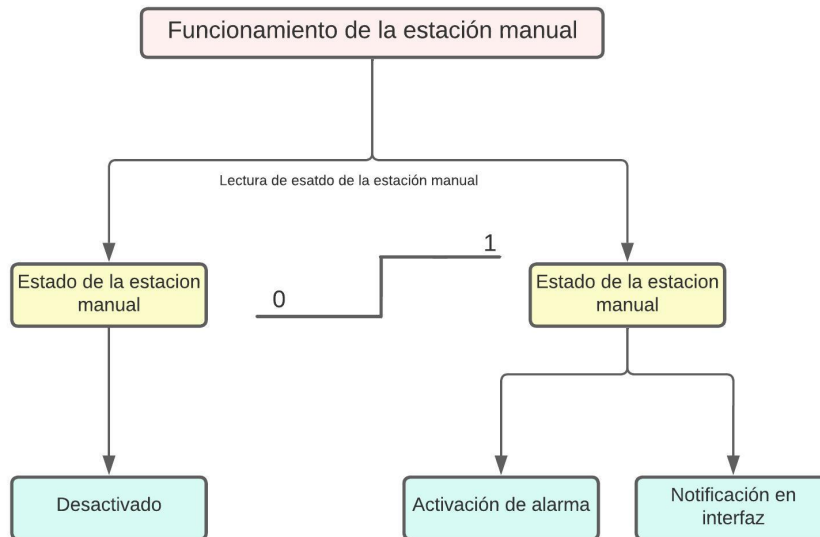 Funcionamiento de la estación manual
Lectura de esatdo de la estación manual
0
1
Estado de la estacion
manual
Estado de la estacion
manual
Desactivado
Activación de alarma
Notificación en
interfaz